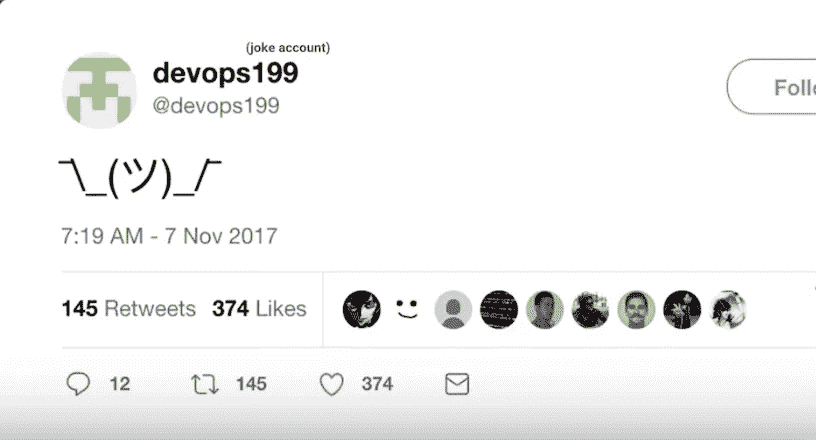 (joke account)
devops199
@devops199
¯\_(ツ)_/¯
7:19 AM - 7 Nov 2017
145 Retweets 374 Likes
12 145 374